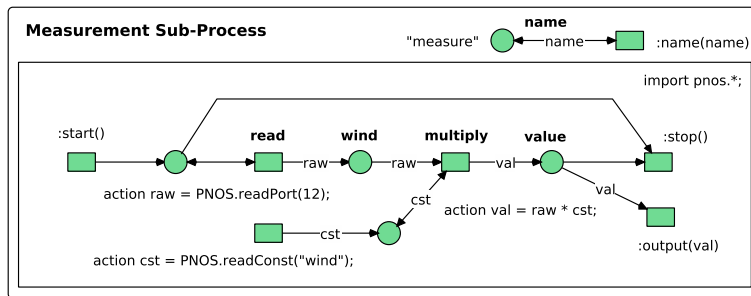 Measurement Sub-Process
name
"measure"
name
:name(name)
import pnos.*;
:start()
read
wind
multiply
value
:stop()
raw
raw
val
action raw = PNOS.readPort(12);
cst
val
action val = raw * cst;
cst
:output(val)
action cst = PNOS.readConst("wind");